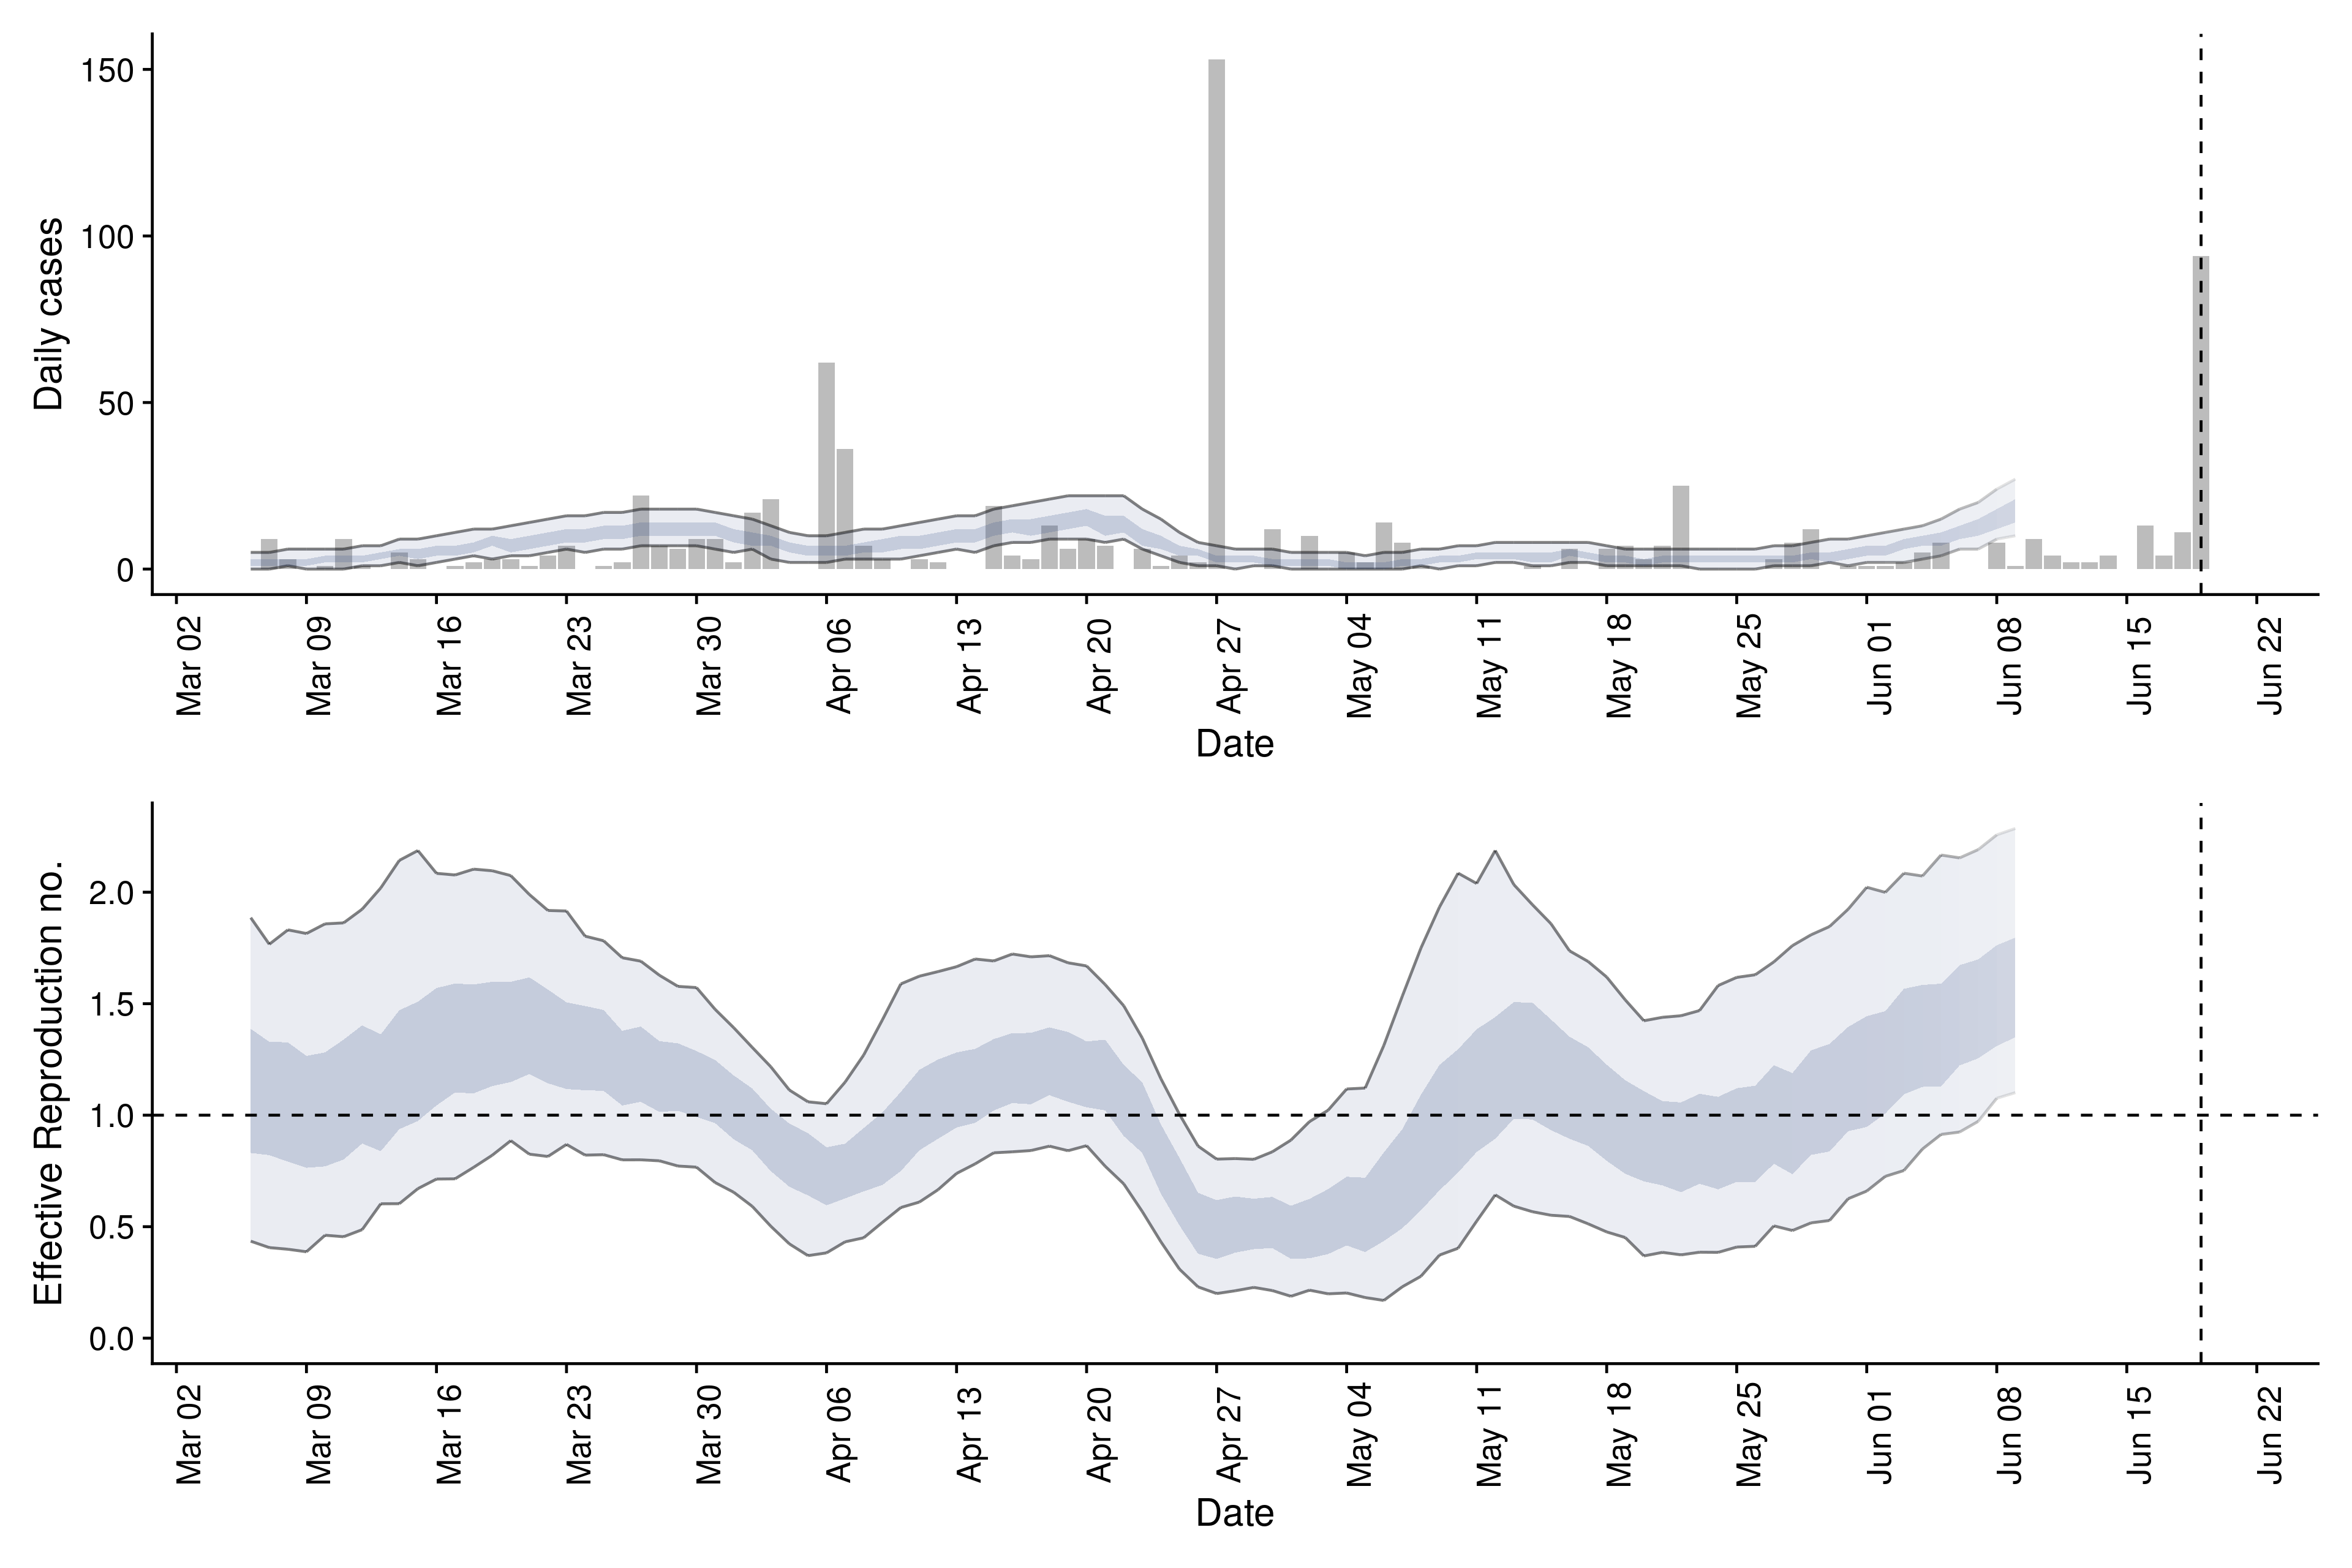 Daily cases
150
100
50
0
Mar 02
Mar 09
Mar 16
Mar 23
Mar 30
Apr 06
Apr 13
Apr 20
Apr 27
May 04
May 11
May 18
May 25
Jun 01
Jun 08
Jun 15
Jun 22
Date
Effective Reproduction no.
2.0
1.5
1.0
0.5
0.0
Mar 02
Mar 09
Mar 16
Mar 23
Mar 30
Apr 06
Apr 13
Apr 20
Apr 27
May 04
May 11
May 18
May 25
Jun 01
Jun 08
Jun 15
Jun 22
Date